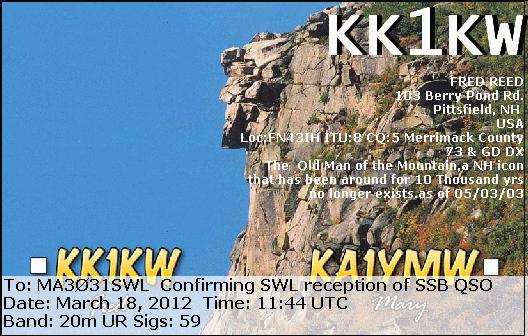 KK1KW
FRED REED
103 Berry Pond Rd.
Pittsfield, NH
USA
Loc:FN43IH ITU:8 CQ:5 Merrimack County
73 & GD DX
The Old Man of the Mountain,a NH icon
that has been around for 10 Thousand yrs
no longer exists.as of 05/03/03
KK1KW KA1YMW
Mary
To: MA3Ø31SWL Confirming SWL reception of SSB QSO
Date: March 18, 2012 Time: 11:44 UTC
Band: 20m UR Sigs: 59